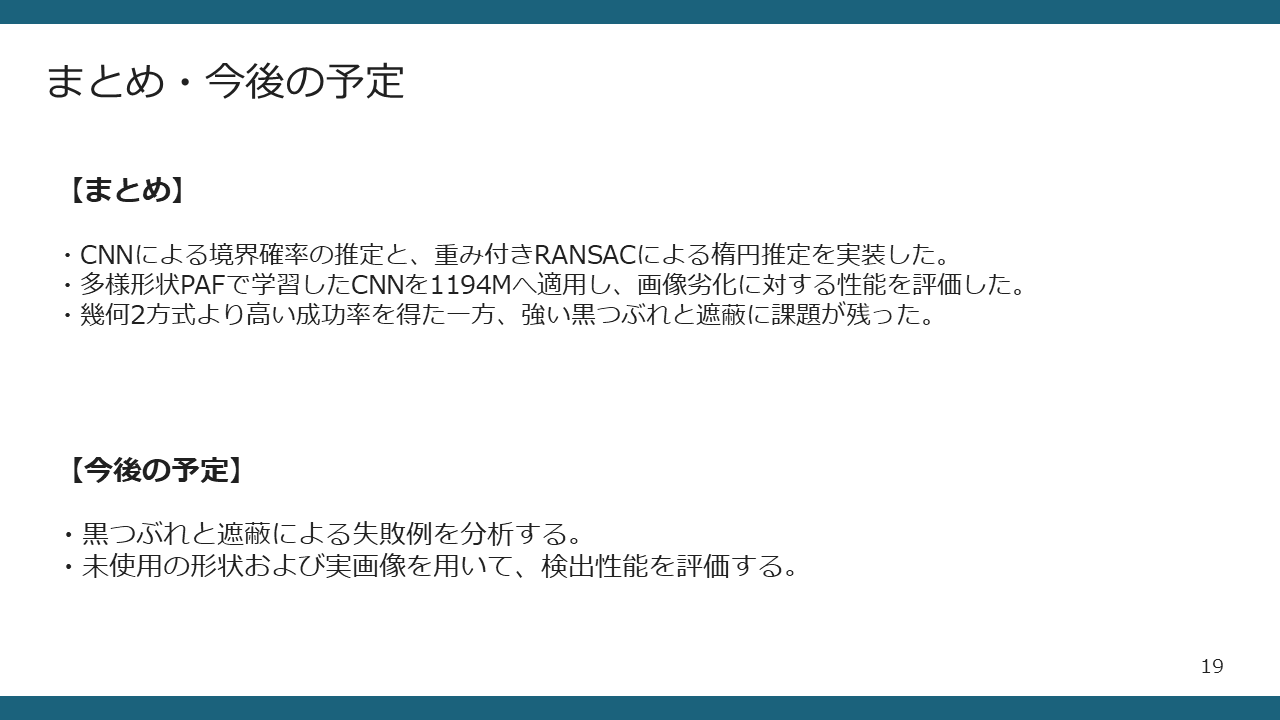 まとめ・今後の予定
【まとめ】
・CNNによる境界確率の推定と、重み付きRANSACによる楕円推定を実装した。
・多様形状PAFで学習したCNNを1194Mへ適用し、画像劣化に対する性能を評価した。
・幾何2方式より高い成功率を得た一方、強い黒つぶれと遮蔽に課題が残った。
【今後の予定】
・黒つぶれと遮蔽による失敗例を分析する。
・未使用の形状および実画像を用いて、検出性能を評価する。
19